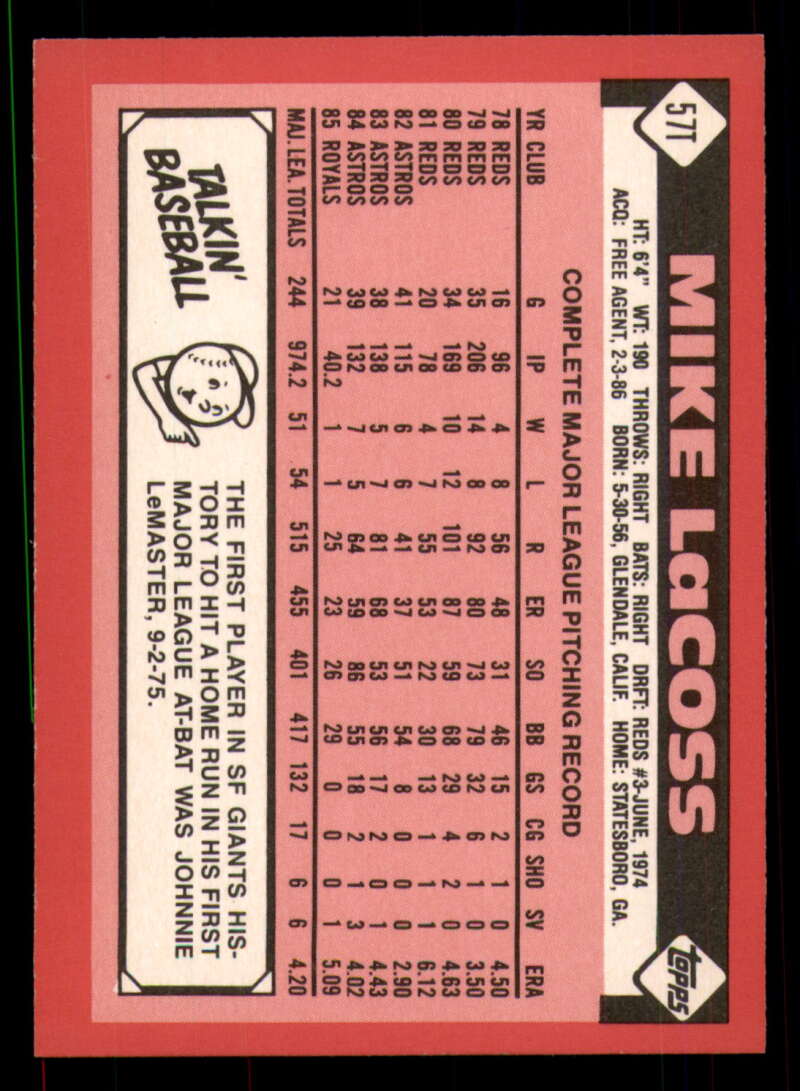 57T
MIKE LaCOSS
topps
HT: 6'4" WT: 190 THROWS: RIGHT BATS: RIGHT DRFT: REDS #3-JUNE, 1974
ACQ: FREE AGENT, 2-3-86 BORN: 5-30-56, GLENDALE, CALIF. HOME: STATESBORO, GA.
COMPLETE MAJOR LEAGUE PITCHING RECORD
YR CLUB G IP W L R ER SO BB GS CG SHO SV ERA
78 REDS 16 96 4 8 56 48 31 46 15 2 1 0 4.50
79 REDS 35 206 14 8 92 80 73 79 32 6 1 0 3.50
80 REDS 34 169 10 12 101 87 59 68 29 4 2 0 4.63
81 REDS 20 78 4 7 55 53 22 30 13 1 1 1 6.12
82 ASTROS 41 115 6 6 41 37 51 54 8 0 0 0 2.90
83 ASTROS 38 138 5 7 81 68 53 56 17 2 0 1 4.43
84 ASTROS 39 132 7 5 64 59 86 55 18 2 1 3 4.02
85 ROYALS 21 40.2 1 1 25 23 26 29 0 0 0 1 5.09
MAJ. LEA. TOTALS 244 974.2 51 54 515 455 401 417 132 17 6 6 4.20
TALKIN'
BASEBALL
THE FIRST PLAYER IN SF GIANTS HIS-
TORY TO HIT A HOME RUN IN HIS FIRST
MAJOR LEAGUE AT-BAT WAS JOHNNIE
LeMASTER, 9-2-75.